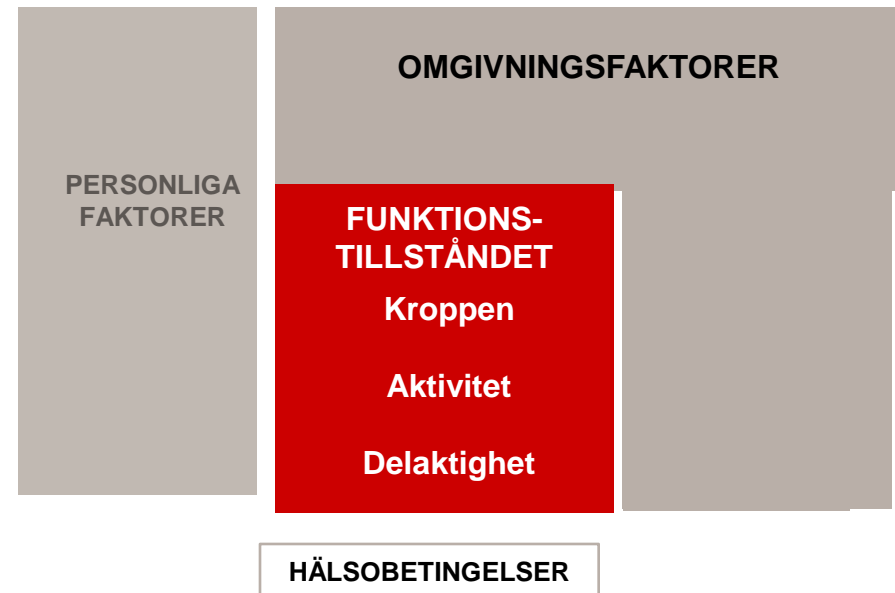 OMGIVNINGSFAKTORER
PERSONLIGA
FAKTORER
FUNKTIONS-
TILLSTÅNDET
Kroppen
Aktivitet
Delaktighet
HÄLSOBETINGELSER